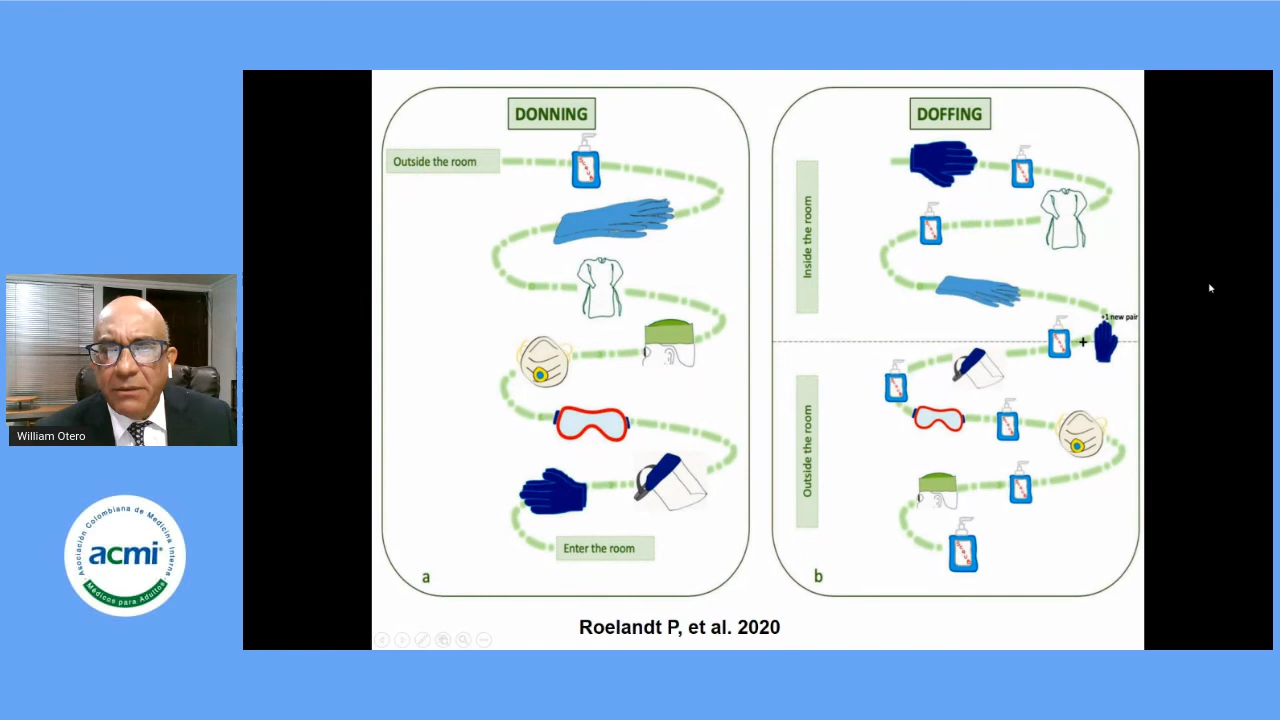 DONNING
Outside the room
Enter the room
a
DOFFING
Inside the room
+1 new pair
+
Outside the room
b
Roelandt P, et al. 2020
William Otero
Asociación Colombiana de Medicina Interna
acmi
Médicos para Adultos